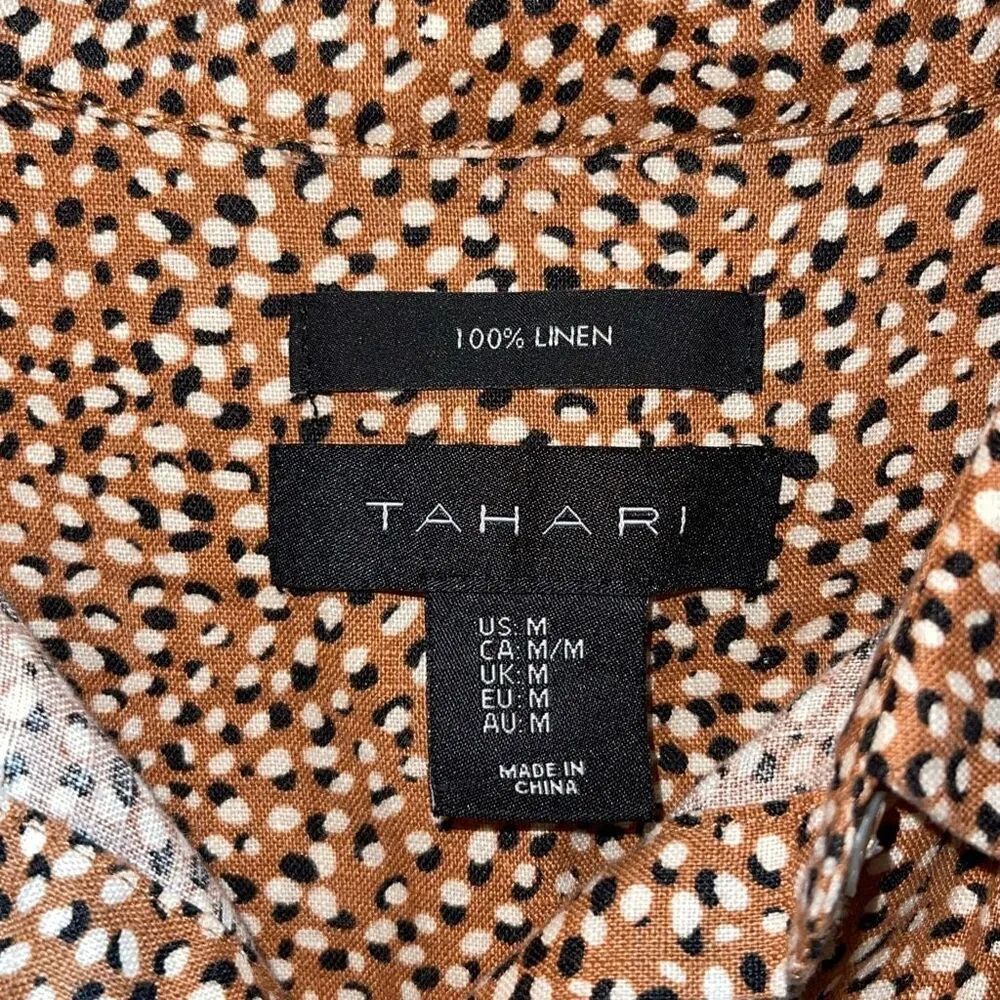 100% LINEN
TAHARI
US: M
CA: M/M
UK: M
EU: M
AU: M
MADE IN
CHINA